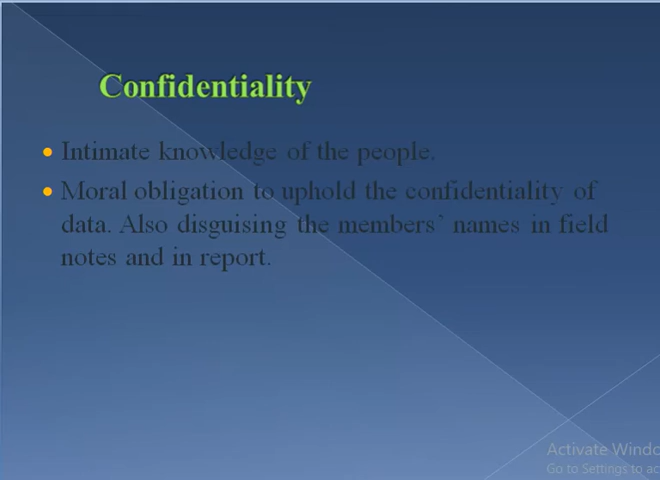 Confidentiality
Intimate knowledge of the people.
Moral obligation to uphold the confidentiality of
data. Also disguising the members’ names in field
notes and in report.
Activate Windo
Go to Settings to ac